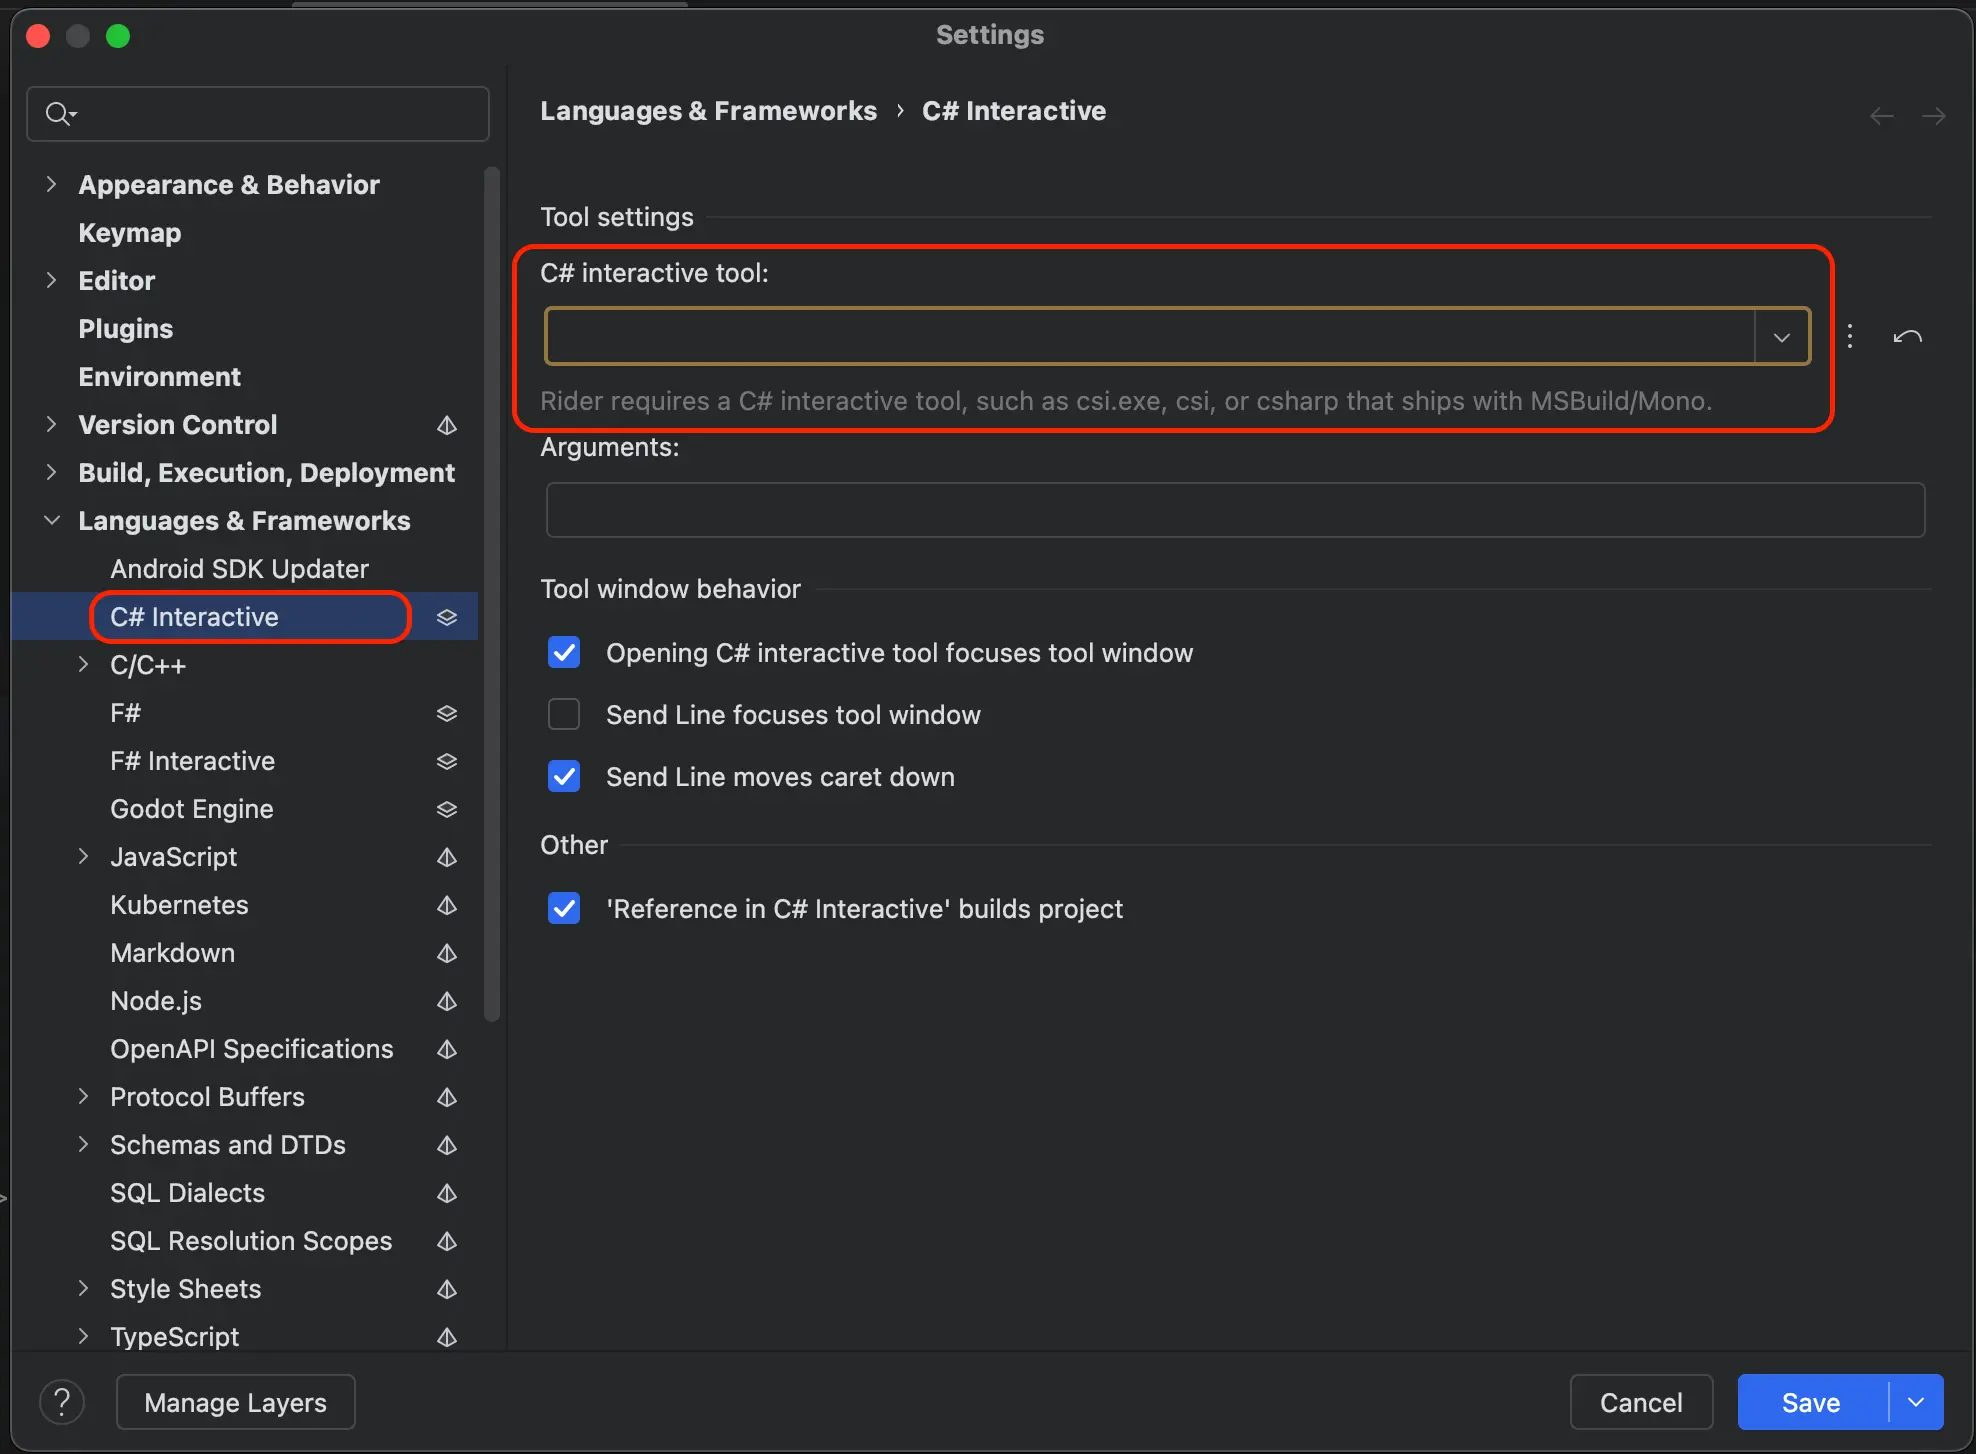 Settings
Languages & Frameworks › C# Interactive
Appearance & Behavior
Keymap
Editor
Plugins
Environment
Version Control
Build, Execution, Deployment
Languages & Frameworks
Android SDK Updater
C# Interactive
C/C++
F#
F# Interactive
Godot Engine
JavaScript
Kubernetes
Markdown
Node.js
OpenAPI Specifications
Protocol Buffers
Schemas and DTDs
SQL Dialects
SQL Resolution Scopes
Style Sheets
TypeScript
Tool settings
C# interactive tool:
Rider requires a C# interactive tool, such as csi.exe, csi, or csharp that ships with MSBuild/Mono.
Arguments:
Tool window behavior
Opening C# interactive tool focuses tool window
Send Line focuses tool window
Send Line moves caret down
Other
'Reference in C# Interactive' builds project
? Manage Layers
Cancel
Save